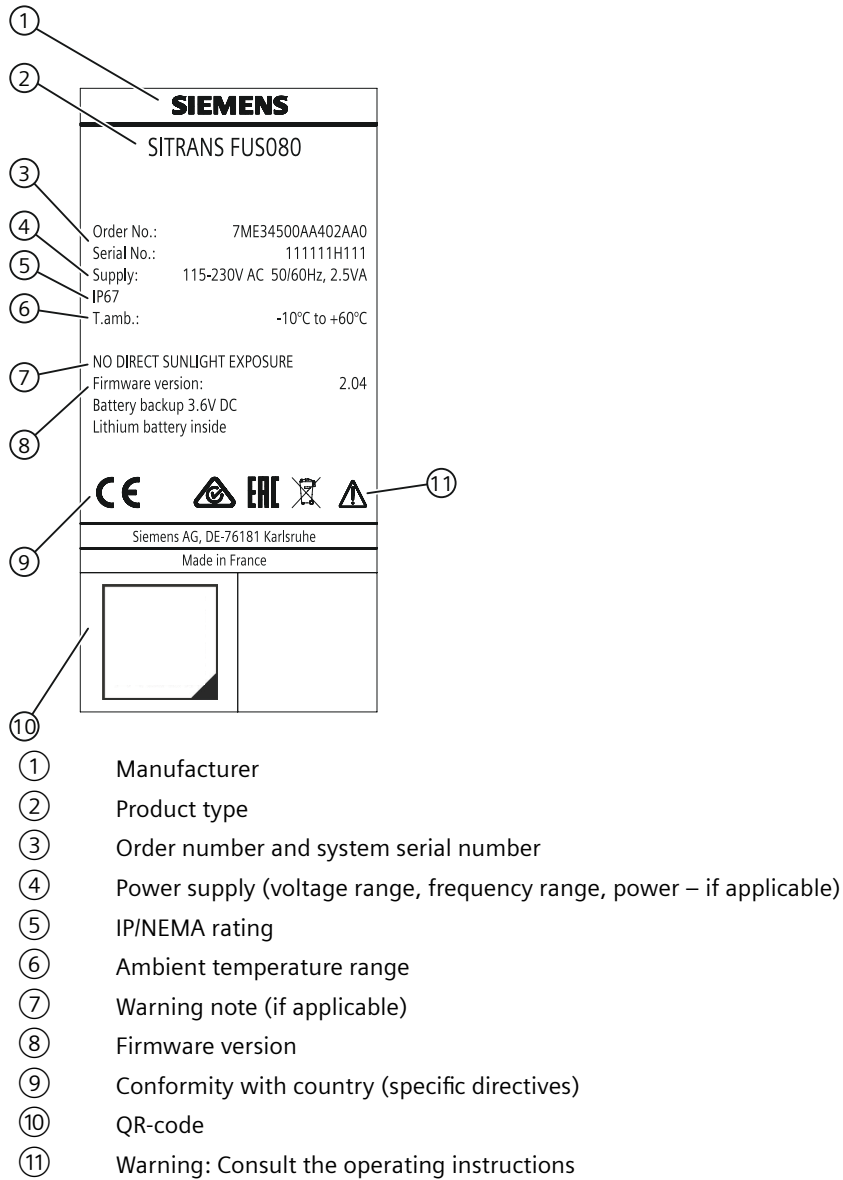 ①
②
SIEMENS
SITRANS FUS080
③
④
Order No.: 7ME34500AA402AA0
Serial No.: 111111H111
⑤
Supply: 115-230V AC 50/60Hz, 2.5VA
IP67
⑥
T.amb.: -10°C to +60°C
NO DIRECT SUNLIGHT EXPOSURE
⑦
Firmware version: 2.04
Battery backup 3.6V DC
Lithium battery inside
⑧
CE EAC
⑪
Siemens AG, DE-76181 Karlsruhe
⑨
Made in France
⑩
① Manufacturer
② Product type
③ Order number and system serial number
④ Power supply (voltage range, frequency range, power – if applicable)
⑤ IP/NEMA rating
⑥ Ambient temperature range
⑦ Warning note (if applicable)
⑧ Firmware version
⑨ Conformity with country (specific directives)
⑩ QR-code
⑪ Warning: Consult the operating instructions